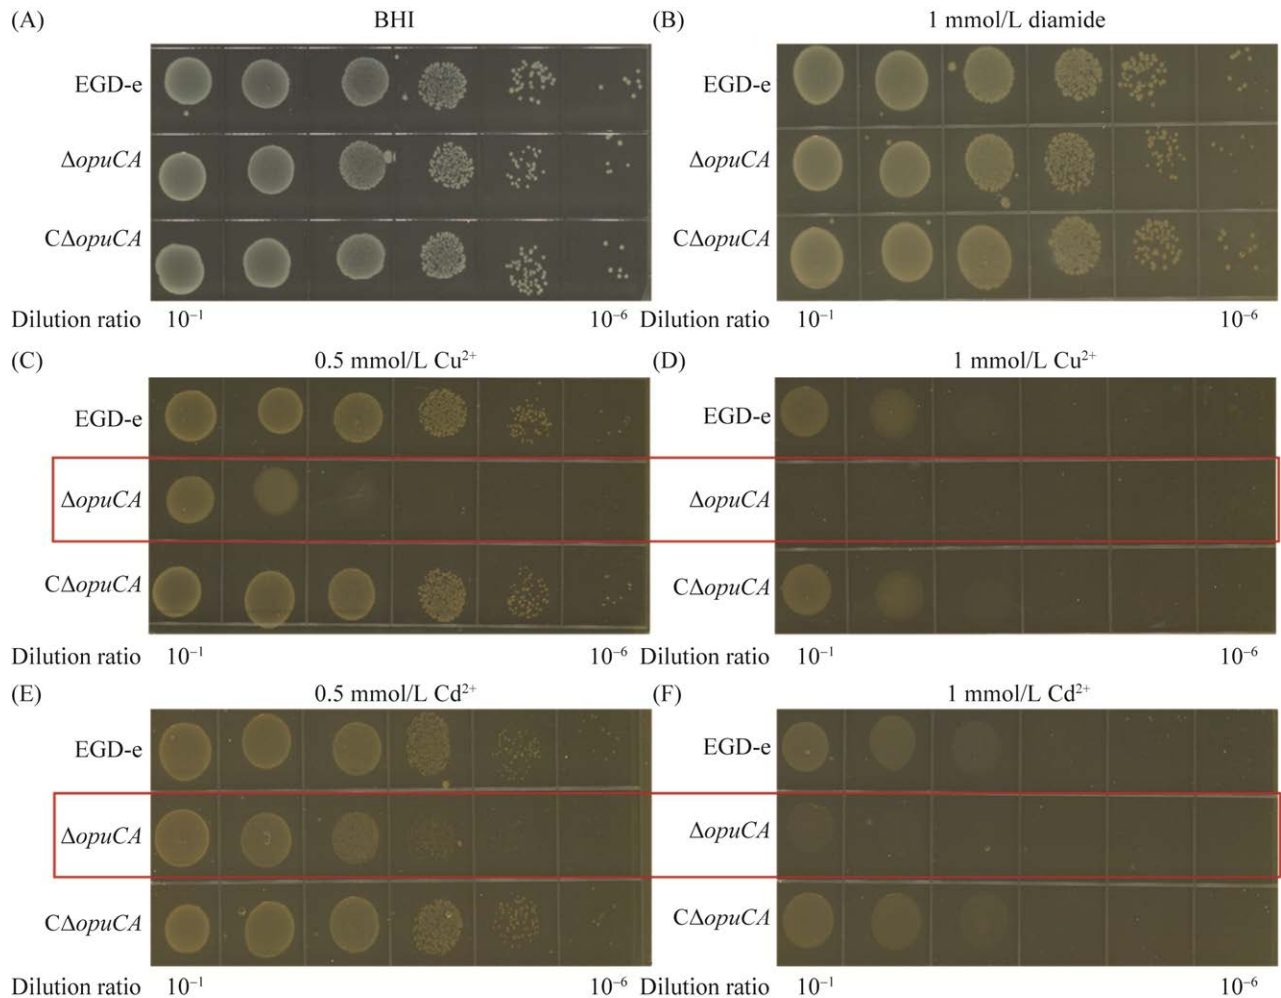 (A) BHI
EGD-e
ΔopuCA
CΔopuCA
Dilution ratio 10⁻¹ 10⁻⁶
(B) 1 mmol/L diamide
EGD-e
ΔopuCA
CΔopuCA
Dilution ratio 10⁻¹ 10⁻⁶
(C) 0.5 mmol/L Cu²⁺
EGD-e
ΔopuCA
CΔopuCA
Dilution ratio 10⁻¹ 10⁻⁶
(D) 1 mmol/L Cu²⁺
EGD-e
ΔopuCA
CΔopuCA
Dilution ratio 10⁻¹ 10⁻⁶
(E) 0.5 mmol/L Cd²⁺
EGD-e
ΔopuCA
CΔopuCA
Dilution ratio 10⁻¹ 10⁻⁶
(F) 1 mmol/L Cd²⁺
EGD-e
ΔopuCA
CΔopuCA
Dilution ratio 10⁻¹ 10⁻⁶